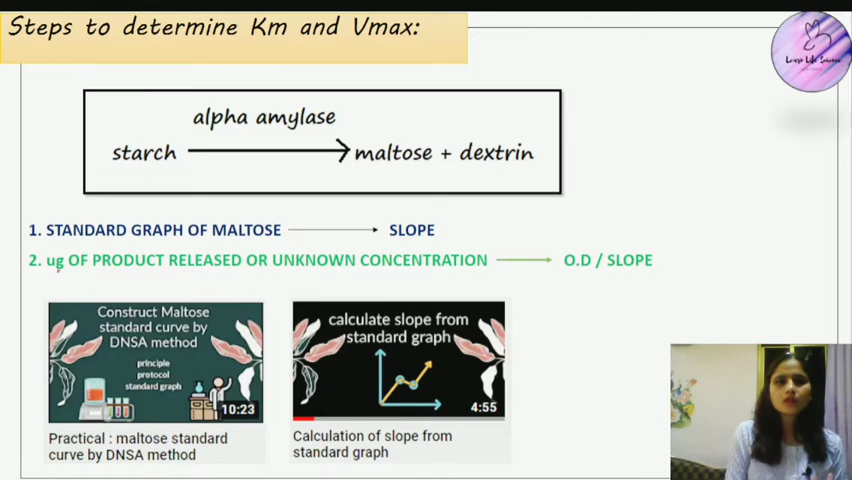 Steps to determine Km and Vmax:
Learn Life Science
alpha amylase
starch maltose + dextrin
1. STANDARD GRAPH OF MALTOSE SLOPE
2. ug OF PRODUCT RELEASED OR UNKNOWN CONCENTRATION O.D / SLOPE
Construct Maltose
standard curve by
DNSA method
principle
protocol
standard graph
10:23
Practical : maltose standard
curve by DNSA method
calculate slope from
standard graph
4:55
Calculation of slope from
standard graph